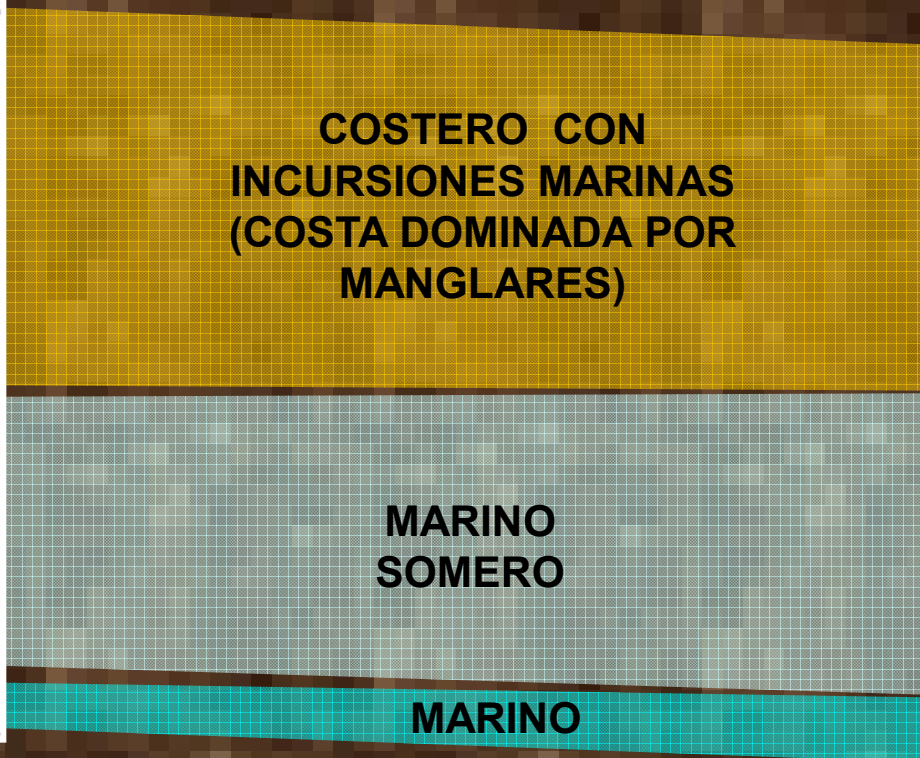 COSTERO CON
INCURSIONES MARINAS
(COSTA DOMINADA POR
MANGLARES)
MARINO
SOMERO
MARINO